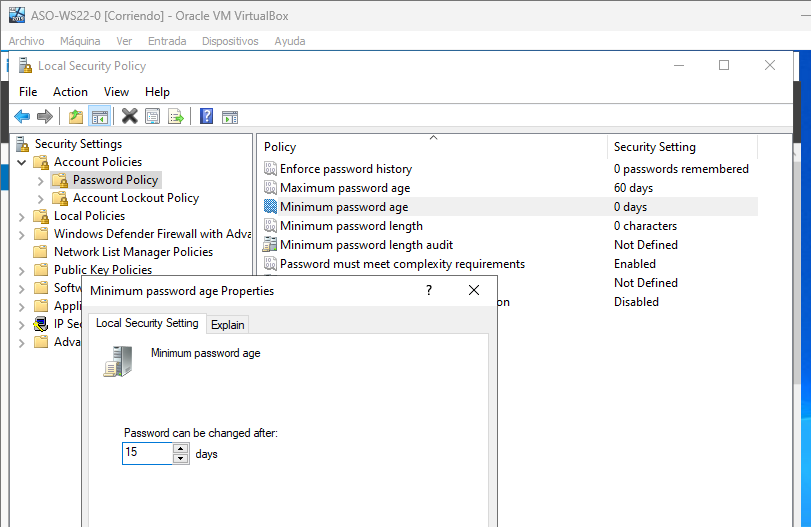 ASO-WS22-0 [Corriendo] - Oracle VM VirtualBox
Archivo Máquina Ver Entrada Dispositivos Ayuda
Local Security Policy
File Action View Help
Security Settings
Account Policies
Password Policy
Account Lockout Policy
Local Policies
Windows Defender Firewall with Adva
Network List Manager Policies
Public Key Policies
Softw
Appli
IP Sec
Adva
Policy Security Setting
Enforce password history 0 passwords remembered
Maximum password age 60 days
Minimum password age 0 days
Minimum password length 0 characters
Minimum password length audit Not Defined
Password must meet complexity requirements Enabled
Not Defined
on Disabled
Minimum password age Properties ?
Local Security Setting Explain
Minimum password age
Password can be changed after:
15 days